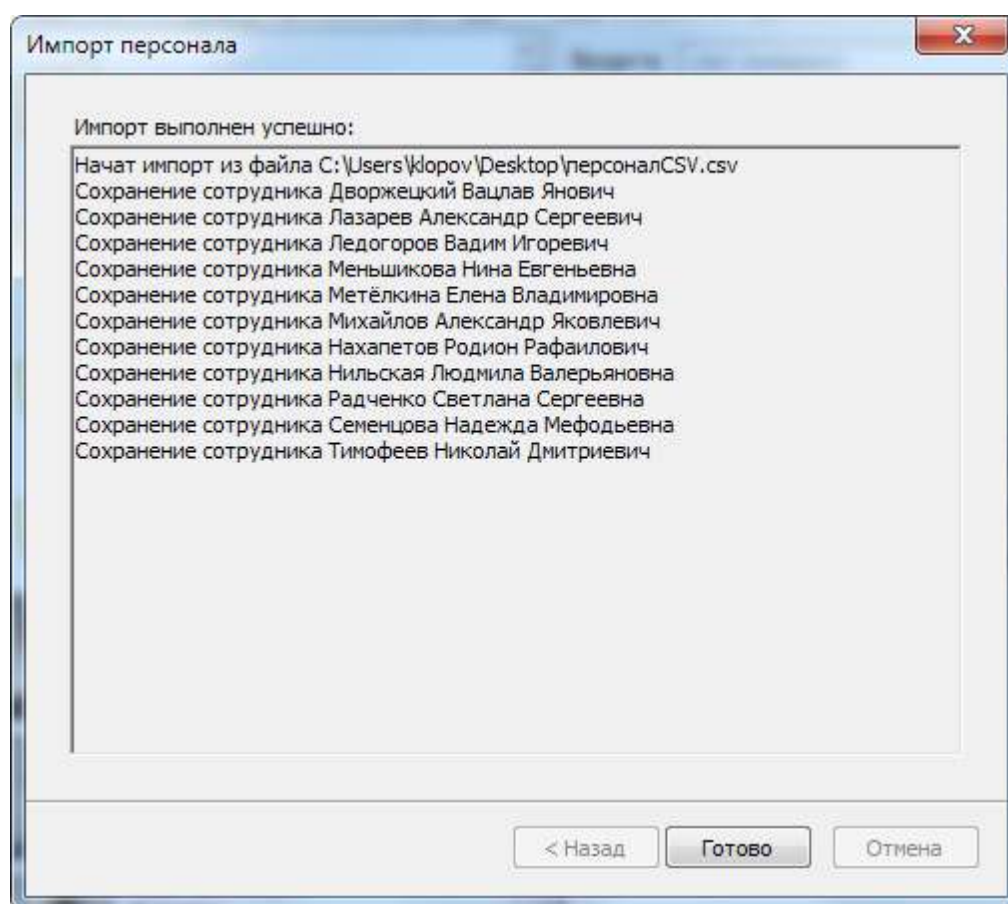 Импорт персонала
Импорт выполнен успешно:
Начат импорт из файла C:\Users\klopov\Desktop\персоналCSV.csv
Сохранение сотрудника Дворжецкий Вацлав Янович
Сохранение сотрудника Лазарев Александр Сергеевич
Сохранение сотрудника Ледогоров Вадим Игоревич
Сохранение сотрудника Меньшикова Нина Евгеньевна
Сохранение сотрудника Метёлкина Елена Владимировна
Сохранение сотрудника Михайлов Александр Яковлевич
Сохранение сотрудника Нахапетов Родион Рафаилович
Сохранение сотрудника Нильская Людмила Валерьяновна
Сохранение сотрудника Радченко Светлана Сергеевна
Сохранение сотрудника Семенцова Надежда Мефодьевна
Сохранение сотрудника Тимофеев Николай Дмитриевич
< Назад Готово Отмена